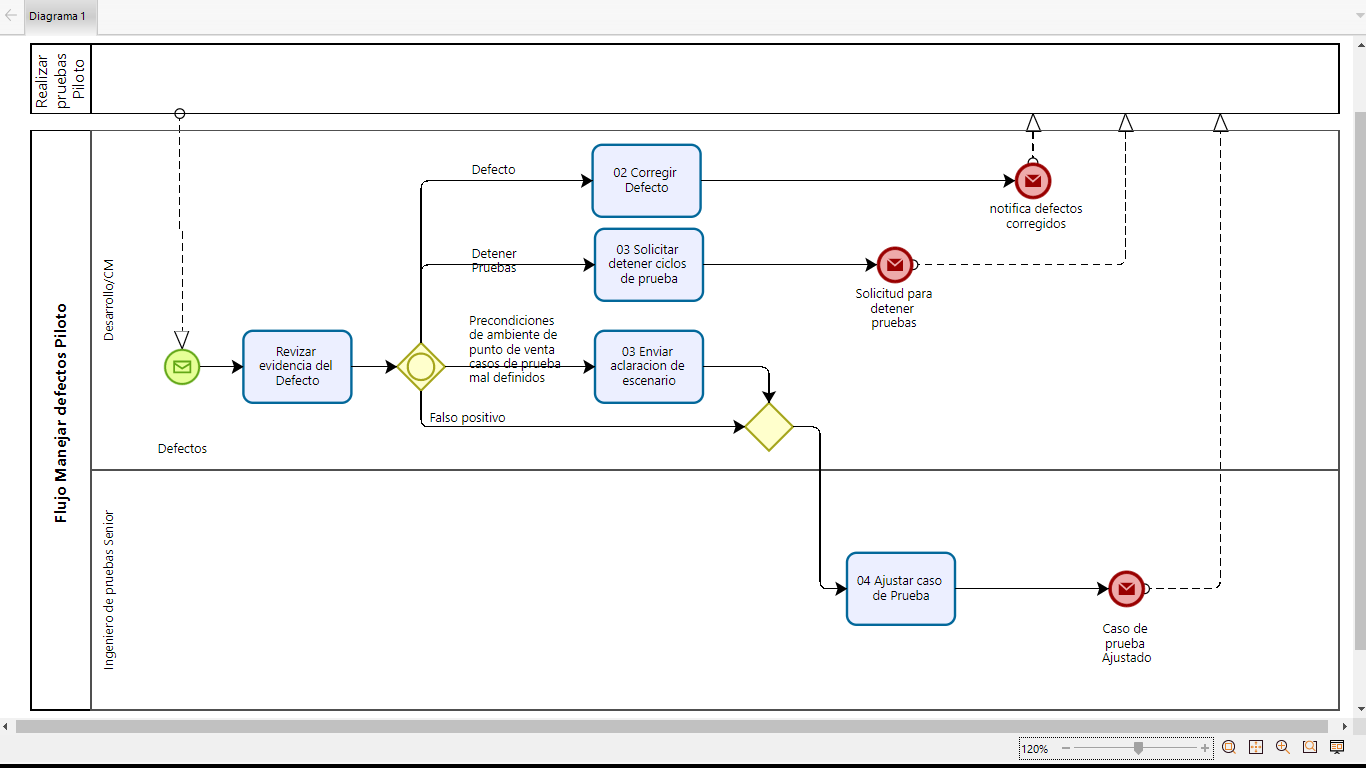 Diagrama 1
Realizar
pruebas
Piloto
Flujo Manejar defectos Piloto
Desarrollo/CM
Defecto
02 Corregir
Defecto
notifica defectos
corregidos
Detener
Pruebas
03 Solicitar
detener ciclos
de prueba
Solicitud para
detener
pruebas
Precondiciones
de ambiente de
punto de venta
casos de prueba
mal definidos
Revizar
evidencia del
Defecto
03 Enviar
aclaracion de
escenario
Falso positivo
Defectos
Ingeniero de pruebas Senior
04 Ajustar caso
de Prueba
Caso de
prueba
Ajustado
120%